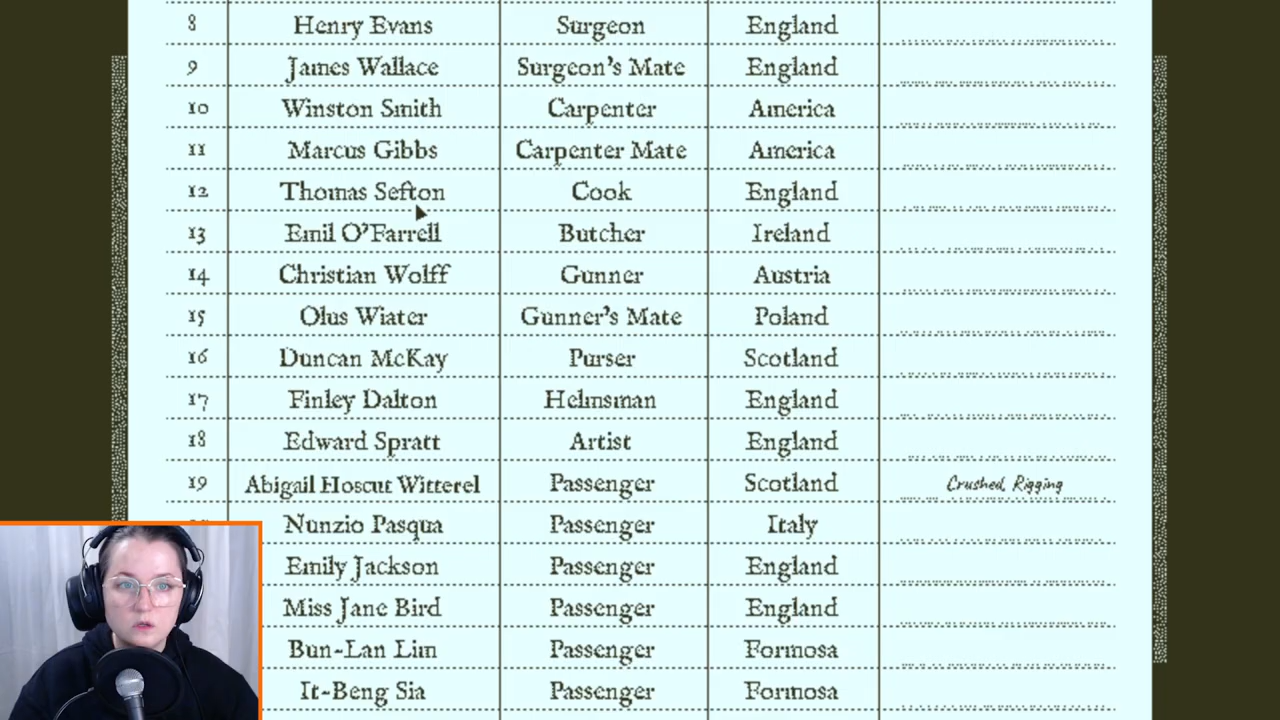 8 Henry Evans Surgeon England
9 James Wallace Surgeon's Mate England
10 Winston Smith Carpenter America
11 Marcus Gibbs Carpenter Mate America
12 Thomas Sefton Cook England
13 Emil O'Farrell Butcher Ireland
14 Christian Wolff Gunner Austria
15 Olus Wiater Gunner's Mate Poland
16 Duncan McKay Purser Scotland
17 Finley Dalton Helmsman England
18 Edward Spratt Artist England
19 Abigail Hoscut Witterel Passenger Scotland Crushed, Rigging
Nunzio Pasqua Passenger Italy
Emily Jackson Passenger England
Miss Jane Bird Passenger England
Bun-Lan Lim Passenger Formosa
It-Beng Sia Passenger Formosa